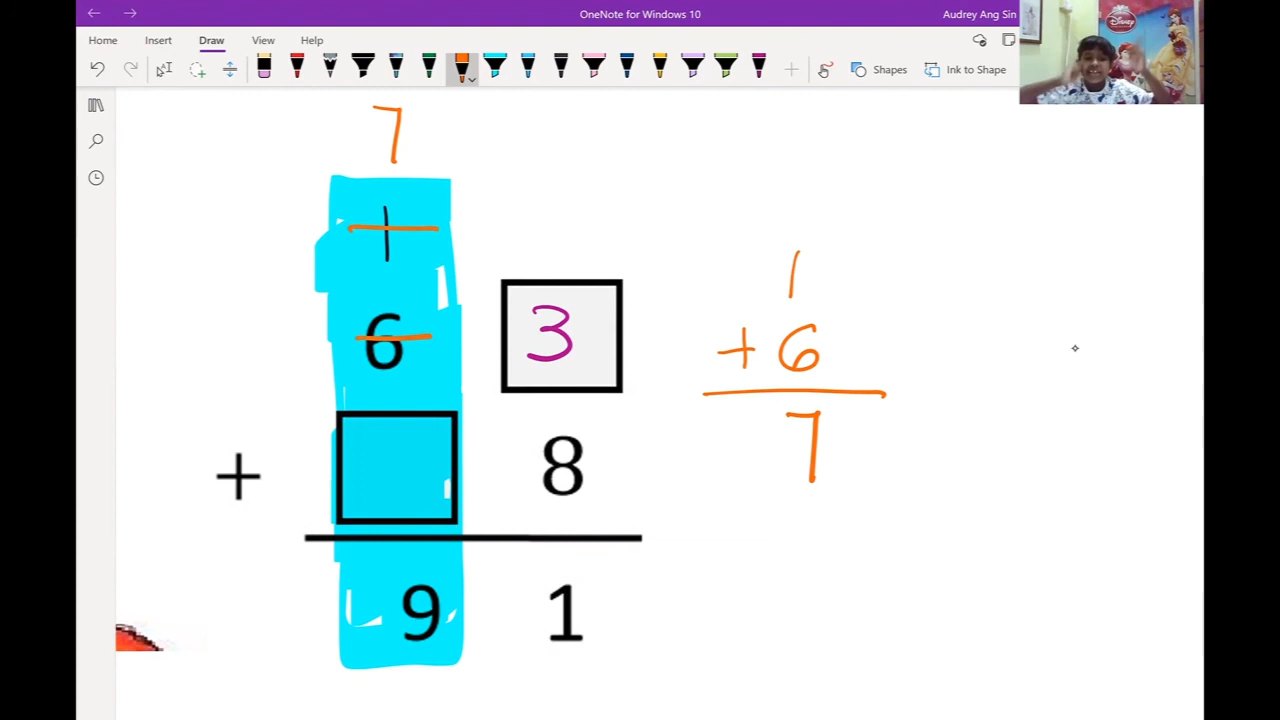 OneNote for Windows 10
Audrey Ang Sin
Home Insert Draw View Help
Shapes Ink to Shape
Disney
7
1
6 3
+ 8
9 1
1
+ 6
7